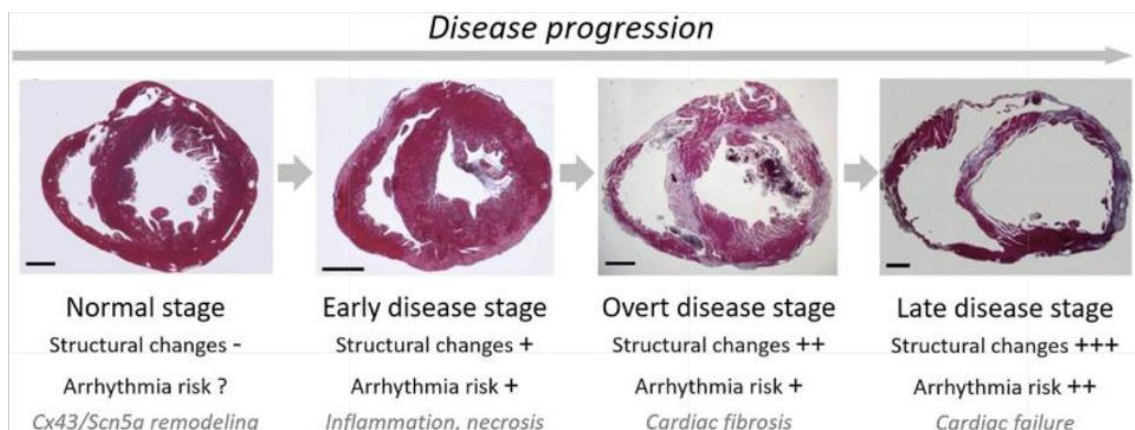 Disease progression
Normal stage
Early disease stage
Overt disease stage
Late disease stage
Structural changes -
Structural changes +
Structural changes ++
Structural changes +++
Arrhythmia risk ?
Arrhythmia risk +
Arrhythmia risk +
Arrhythmia risk ++
Cx43/Scn5a remodeling
Inflammation, necrosis
Cardiac fibrosis
Cardiac failure